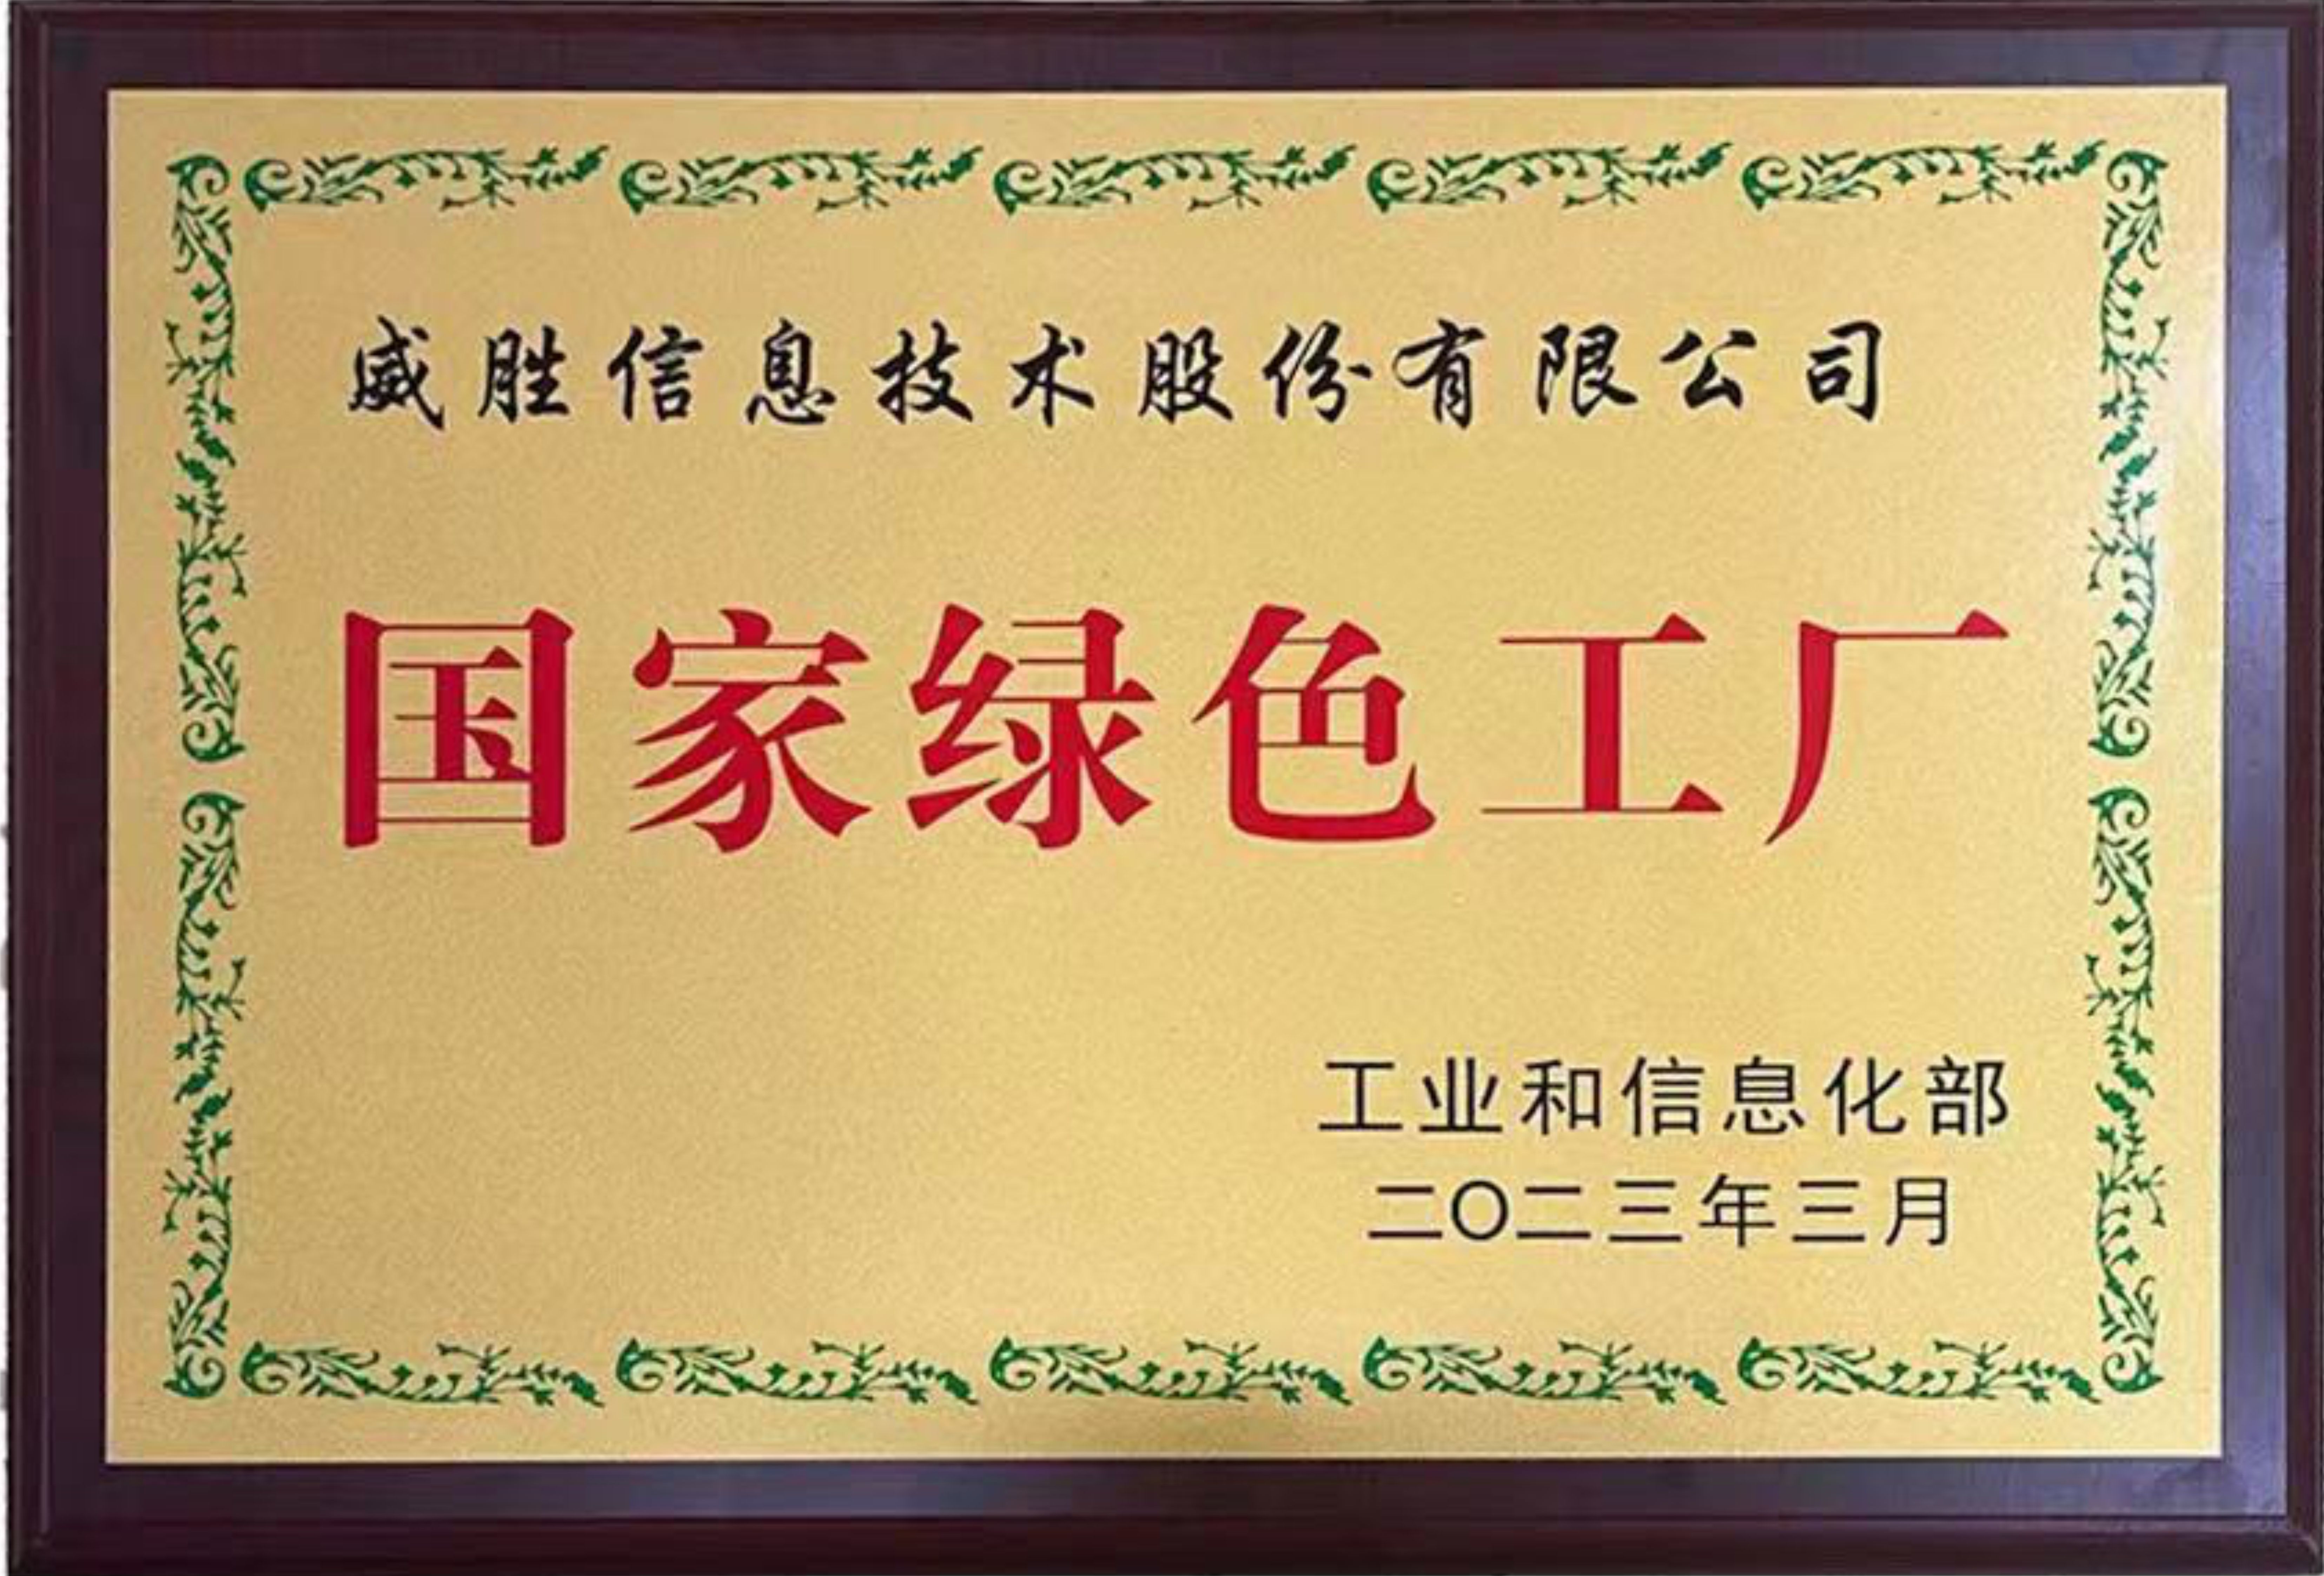 威胜信息技术股份有限公司
国家绿色工厂
工业和信息化部
二〇二三年三月